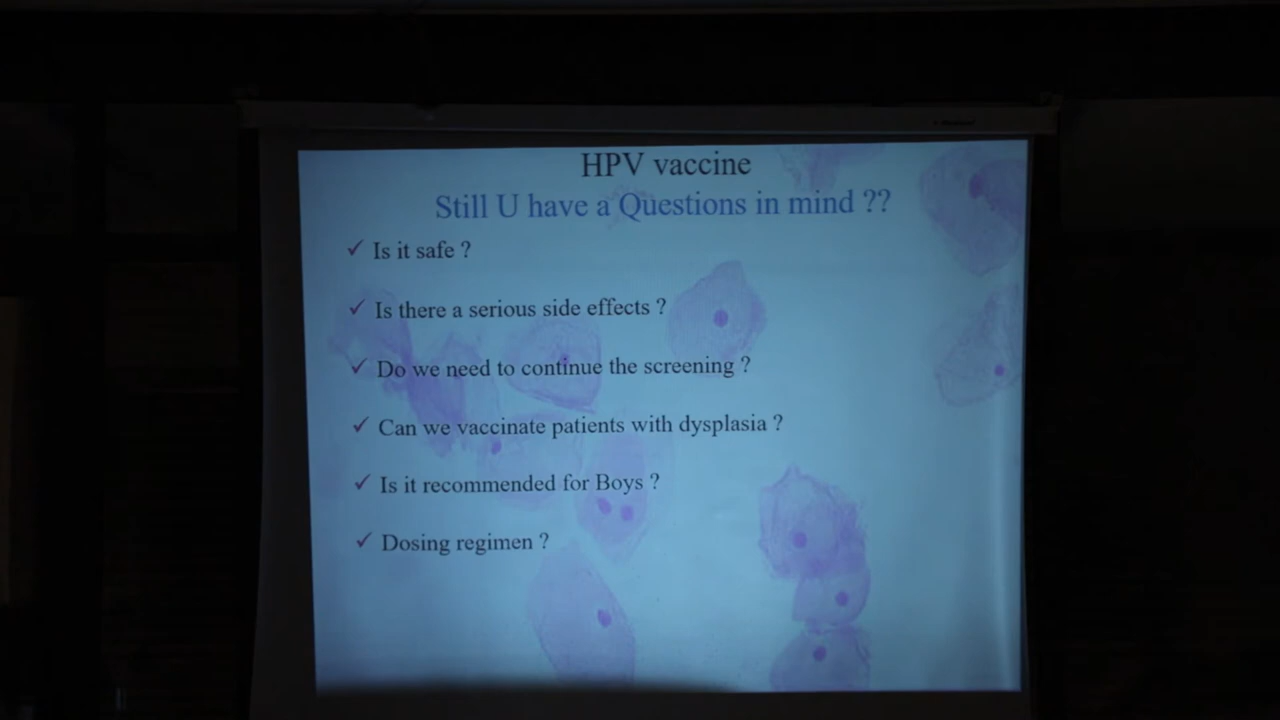 HPV vaccine
Still U have a Questions in mind ??
✓ Is it safe ?
✓ Is there a serious side effects ?
✓ Do we need to continue the screening ?
✓ Can we vaccinate patients with dysplasia ?
✓ Is it recommended for Boys ?
✓ Dosing regimen ?